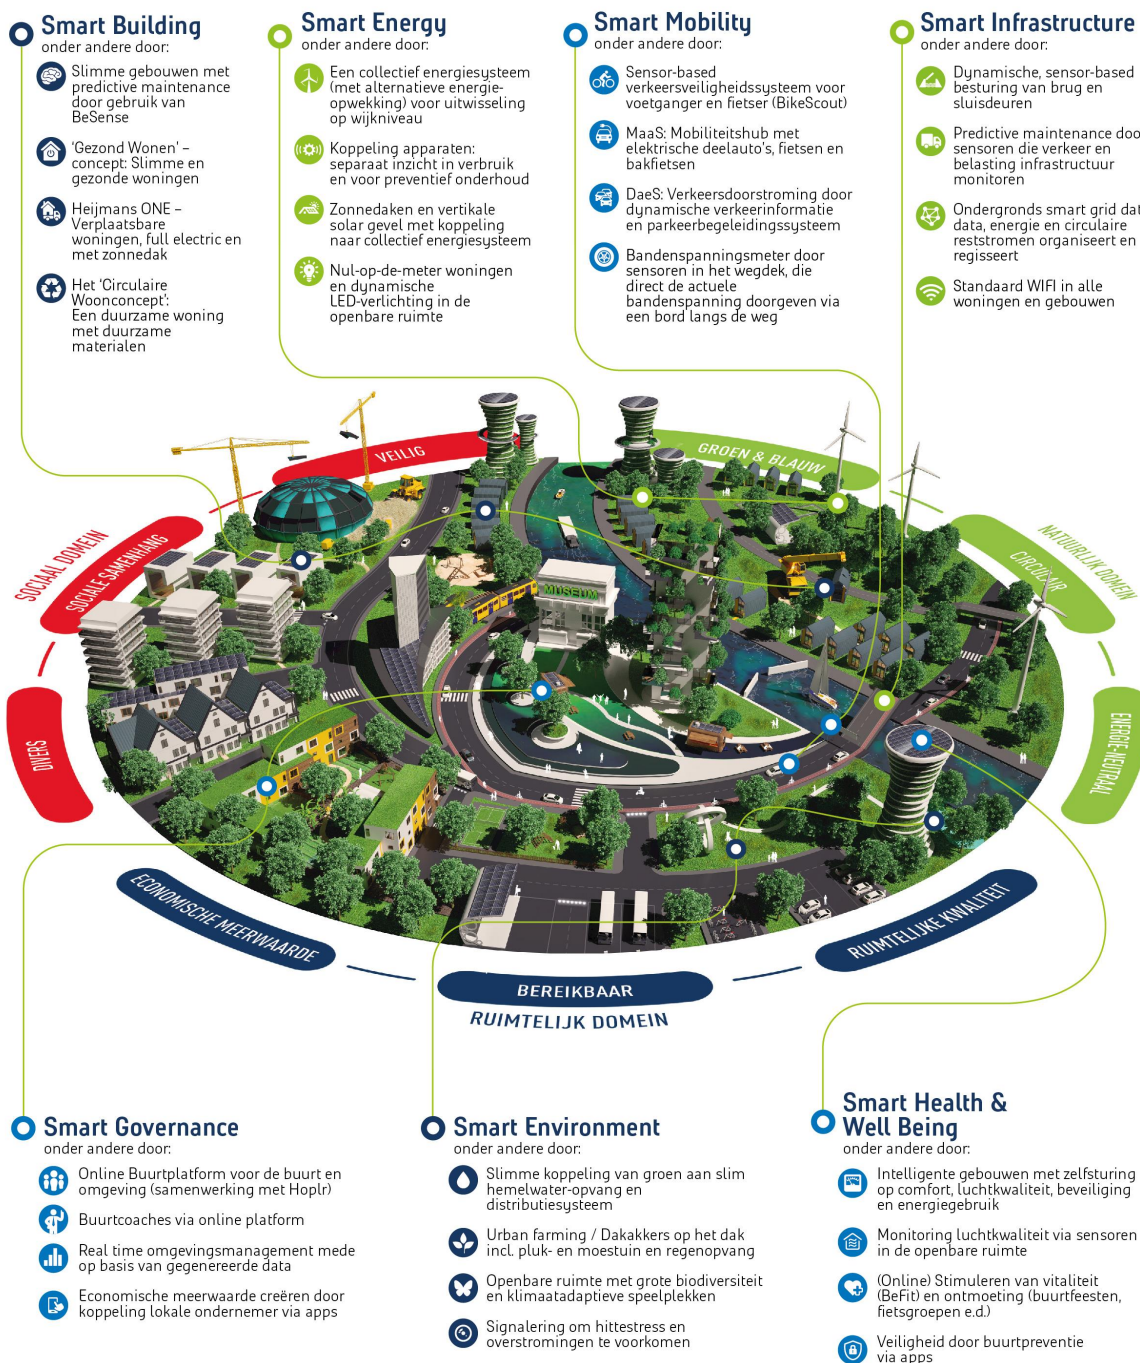 Smart Building
onder andere door:
Slimme gebouwen met
predictive maintenance
door gebruik van
BeSense
‘Gezond Wonen’ –
concept: Slimme en
gezonde woningen
Heijmans ONE –
Verplaatsbare
woningen, full electric en
met zonnedak
Het ‘Circulaire
Woonconcept’:
Een duurzame woning
met duurzame
materialen
Smart Energy
onder andere door:
Een collectief energiesysteem
(met alternatieve energie-
opwekking) voor uitwisseling
op wijkniveau
Koppeling apparaten:
separaat inzicht in verbruik
en voor preventief onderhoud
Zonnedaken en vertikale
solar gevel met koppeling
naar collectief energiesysteem
Nul-op-de-meter woningen
en dynamische
LED-verlichting in de
openbare ruimte
Smart Mobility
onder andere door:
Sensor-based
verkeersveiligheidssysteem voor
voetganger en fietser (BikeScout)
MaaS: Mobiliteitshub met
elektrische deelauto's, fietsen en
bakfietsen
DaeS: Verkeersdoorstroming door
dynamische verkeerinformatie
en parkeerbegeleidingssysteem
Bandenspanningsmeter door
sensoren in het wegdek, die
direct de actuele
bandenspanning doorgeven via
een bord langs de weg
Smart Infrastructure
onder andere door:
Dynamische, sensor-based
besturing van brug en
sluisdeuren
Predictive maintenance doo
sensoren die verkeer en
belasting infrastructuur
monitoren
Ondergronds smart grid dat
data, energie en circulaire
reststromen organiseert en
regisseert
Standaard WIFI in alle
woningen en gebouwen
VEILIG
GROEN & BLAUW
SOCIAAL DOMEIN
SOCIALE SAMENHANG
NATUURLIJK DOMEIN
CIRCULAIR
MUSEUM
DIVERS
ENERGIE-NEUTRAAL
ECONOMISCHE MEERWAARDE
RUIMTELIJKE KWALITEIT
BEREIKBAAR
RUIMTELIJK DOMEIN
Smart Governance
onder andere door:
Online Buurtplatform voor de buurt en
omgeving (samenwerking met Hoplr)
Buurtcoaches via online platform
Real time omgevingsmanagement mede
op basis van gegenereerde data
Economische meerwaarde creëren door
koppeling lokale ondernemer via apps
Smart Environment
onder andere door:
Slimme koppeling van groen aan slim
hemelwater-opvang en
distributiesysteem
Urban farming / Dakakkers op het dak
incl. pluk- en moestuin en regenopvang
Openbare ruimte met grote biodiversiteit
en klimaatadaptieve speelplekken
Signalering om hittestress en
overstromingen te voorkomen
Smart Health &
Well Being
onder andere door:
Intelligente gebouwen met zelfsturing
op comfort, luchtkwaliteit, beveiliging
en energiegebruik
Monitoring luchtkwaliteit via sensoren
in de openbare ruimte
(Online) Stimuleren van vitaliteit
(BeFit) en ontmoeting (buurtfeesten,
fietsgroepen e.d.)
Veiligheid door buurtpreventie
via apps